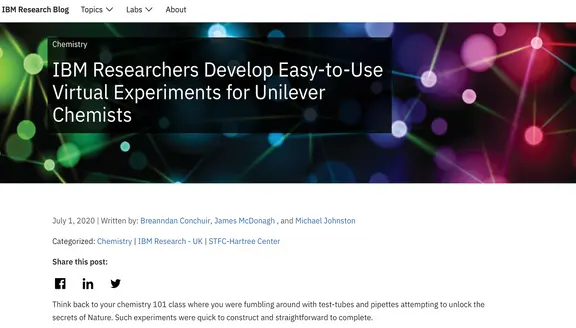 IBM Research Blog Topics Labs About
Chemistry
IBM Researchers Develop Easy-to-Use
Virtual Experiments for Unilever
Chemists
July 1, 2020 | Written by: Breanndan Conchuir, James McDonagh , and Michael Johnston
Categorized: Chemistry | IBM Research - UK | STFC-Hartree Center
Share this post:
Think back to your chemistry 101 class where you were fumbling around with test-tubes and pipettes attempting to unlock the
secrets of Nature. Such experiments were quick to construct and straightforward to complete.